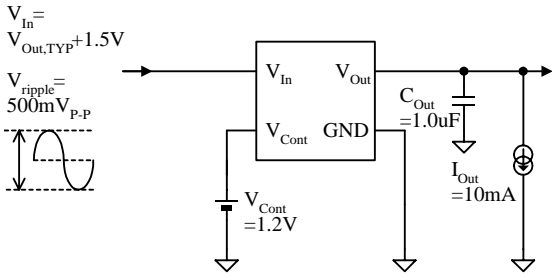 V_In=
V_Out,TYP+1.5V
V_ripple=
500mV_P-P
V_In
V_Out
V_Cont
GND
C_Out
=1.0uF
V_Cont
=1.2V
I_Out
=10mA